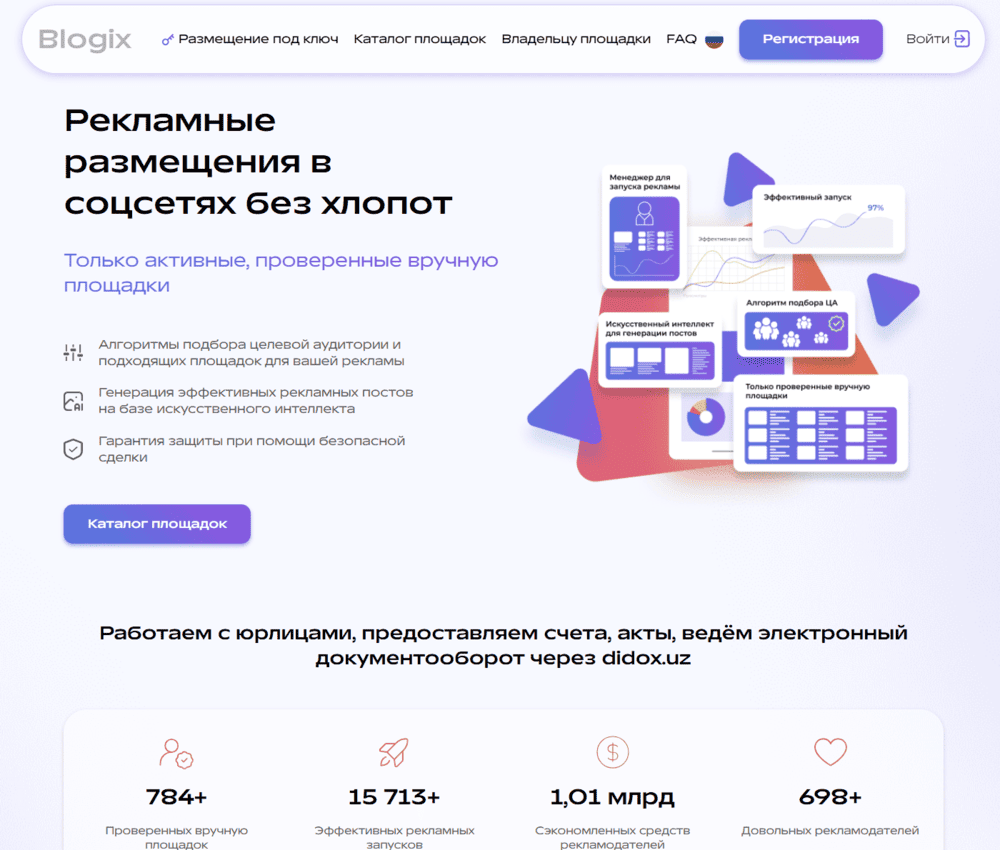 Blogix
Размещение под ключ
Каталог площадок
Владельцу площадки
FAQ
Регистрация
Войти
Рекламные
размещения в
соцсетях без хлопот
Только активные, проверенные вручную
площадки
Алгоритмы подбора целевой аудитории и
подходящих площадок для вашей рекламы
Генерация эффективных рекламных постов
на базе искусственного интеллекта
Гарантия защиты при помощи безопасной
сделки
Каталог площадок
Менеджер для
запуска рекламы
Эффективный запуск
97%
Эффективная
Алгоритм подбора ЦА
Искусственный интеллект
для генерации постов
Только проверенные вручную
площадки
AI
Работаем с юрлицами, предоставляем счета, акты, ведём электронный
документооборот через didox.uz
784+
Проверенных вручную
площадок
15 713+
Эффективных рекламных
запусков
1,01 млрд
Сэкономленных средств
рекламодателей
698+
Довольных рекламодателей